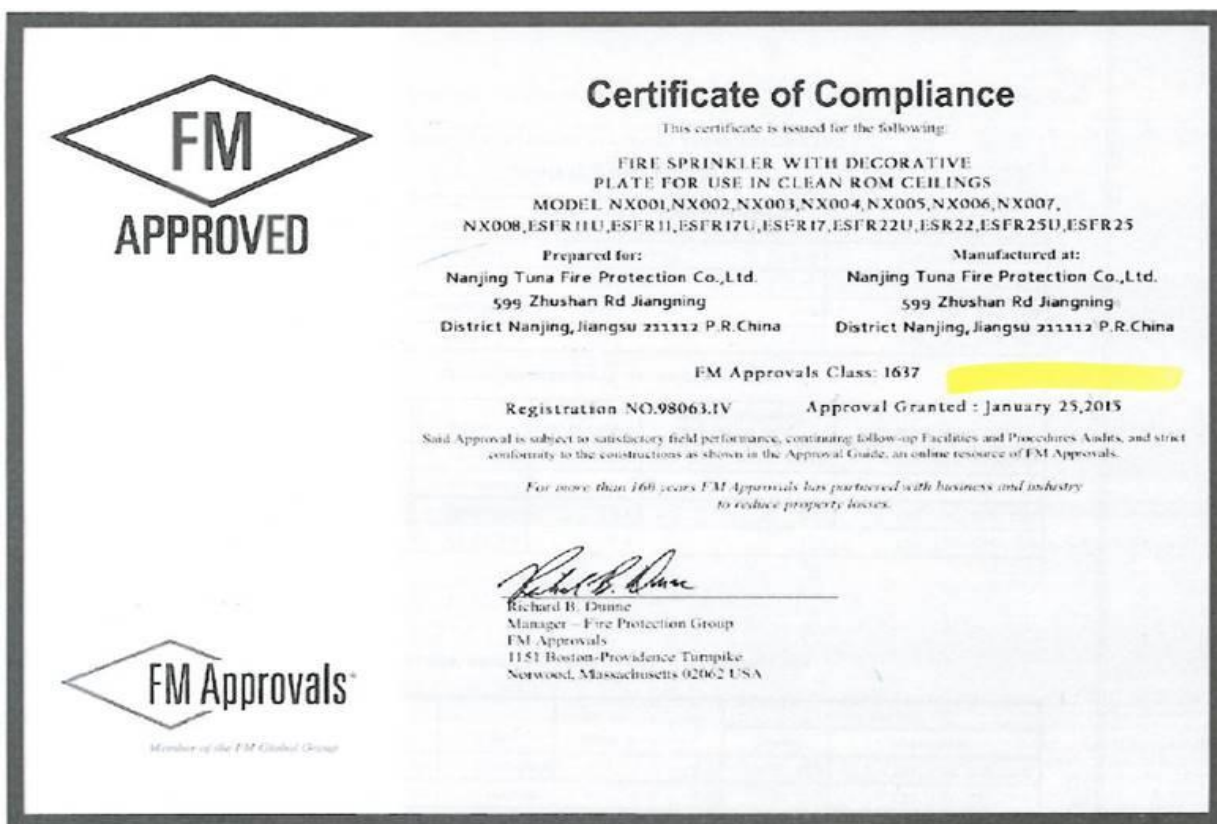 FM
APPROVED
Certificate of Compliance
This certificate is issued for the following:
FIRE SPRINKLER WITH DECORATIVE
PLATE FOR USE IN CLEAN ROM CEILINGS
MODEL NX001,NX002,NX003,NX004,NX005,NX006,NX007,
NX008,ESFR11U,ESFR11,ESFR17U,ESFR17,ESFR22U,ESR22,ESFR25U,ESFR25
Prepared for:
Nanjing Tuna Fire Protection Co.,Ltd.
599 Zhushan Rd Jiangning
District Nanjing,Jiangsu 211112 P.R.China
Manufactured at:
Nanjing Tuna Fire Protection Co.,Ltd.
599 Zhushan Rd Jiangning
District Nanjing,Jiangsu 211112 P.R.China
FM Approvals Class: 1637
Registration NO.98063.IV Approval Granted : January 25,2015
Said Approval is subject to satisfactory field performance, continuing follow-up Facilities and Procedures Audits, and strict
conformity to the constructions as shown in the Approval Guide, an online resource of FM Approvals.
For more than 160 years FM Approvals has partnered with business and industry
to reduce property losses.
Richard B. Dunne
Richard B. Dunne
Manager – Fire Protection Group
FM Approvals
1151 Boston-Providence Turnpike
Norwood, Massachusetts 02062 USA
FM Approvals
Member of the FM Global Group